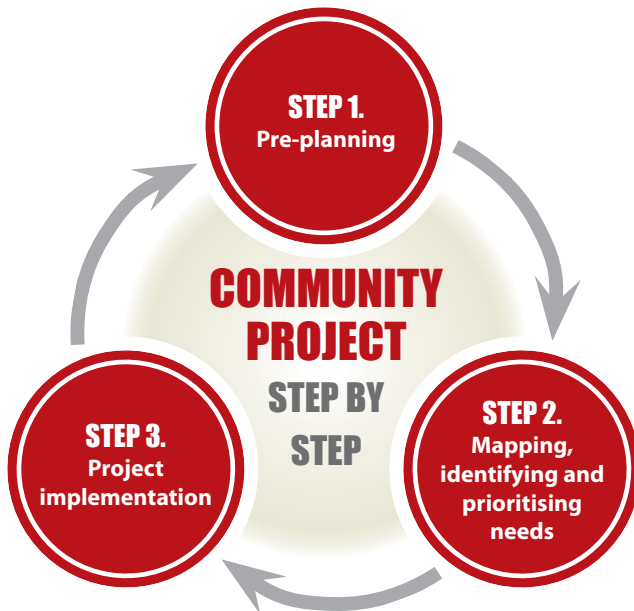 STEP 1.
Pre-planning
COMMUNITY
PROJECT
STEP BY
STEP
STEP 2.
Mapping,
identifying and
prioritising
needs
STEP 3.
Project
implementation